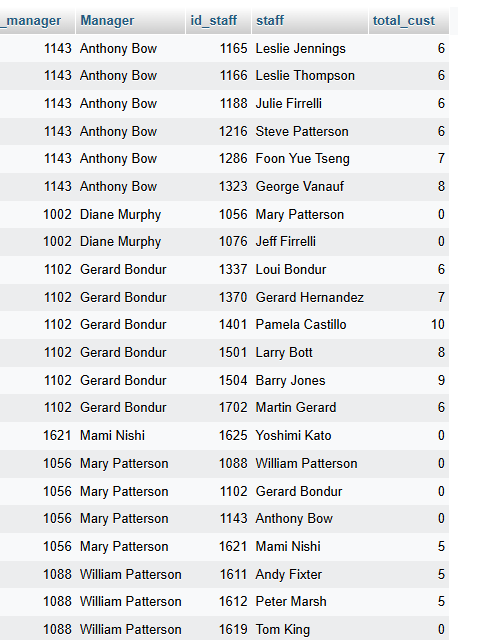 _manager Manager id_staff staff total_cust
1143 Anthony Bow 1165 Leslie Jennings 6
1143 Anthony Bow 1166 Leslie Thompson 6
1143 Anthony Bow 1188 Julie Firrelli 6
1143 Anthony Bow 1216 Steve Patterson 6
1143 Anthony Bow 1286 Foon Yue Tseng 7
1143 Anthony Bow 1323 George Vanauf 8
1002 Diane Murphy 1056 Mary Patterson 0
1002 Diane Murphy 1076 Jeff Firrelli 0
1102 Gerard Bondur 1337 Loui Bondur 6
1102 Gerard Bondur 1370 Gerard Hernandez 7
1102 Gerard Bondur 1401 Pamela Castillo 10
1102 Gerard Bondur 1501 Larry Bott 8
1102 Gerard Bondur 1504 Barry Jones 9
1102 Gerard Bondur 1702 Martin Gerard 6
1621 Mami Nishi 1625 Yoshimi Kato 0
1056 Mary Patterson 1088 William Patterson 0
1056 Mary Patterson 1102 Gerard Bondur 0
1056 Mary Patterson 1143 Anthony Bow 0
1056 Mary Patterson 1621 Mami Nishi 5
1088 William Patterson 1611 Andy Fixter 5
1088 William Patterson 1612 Peter Marsh 5
1088 William Patterson 1619 Tom King 0